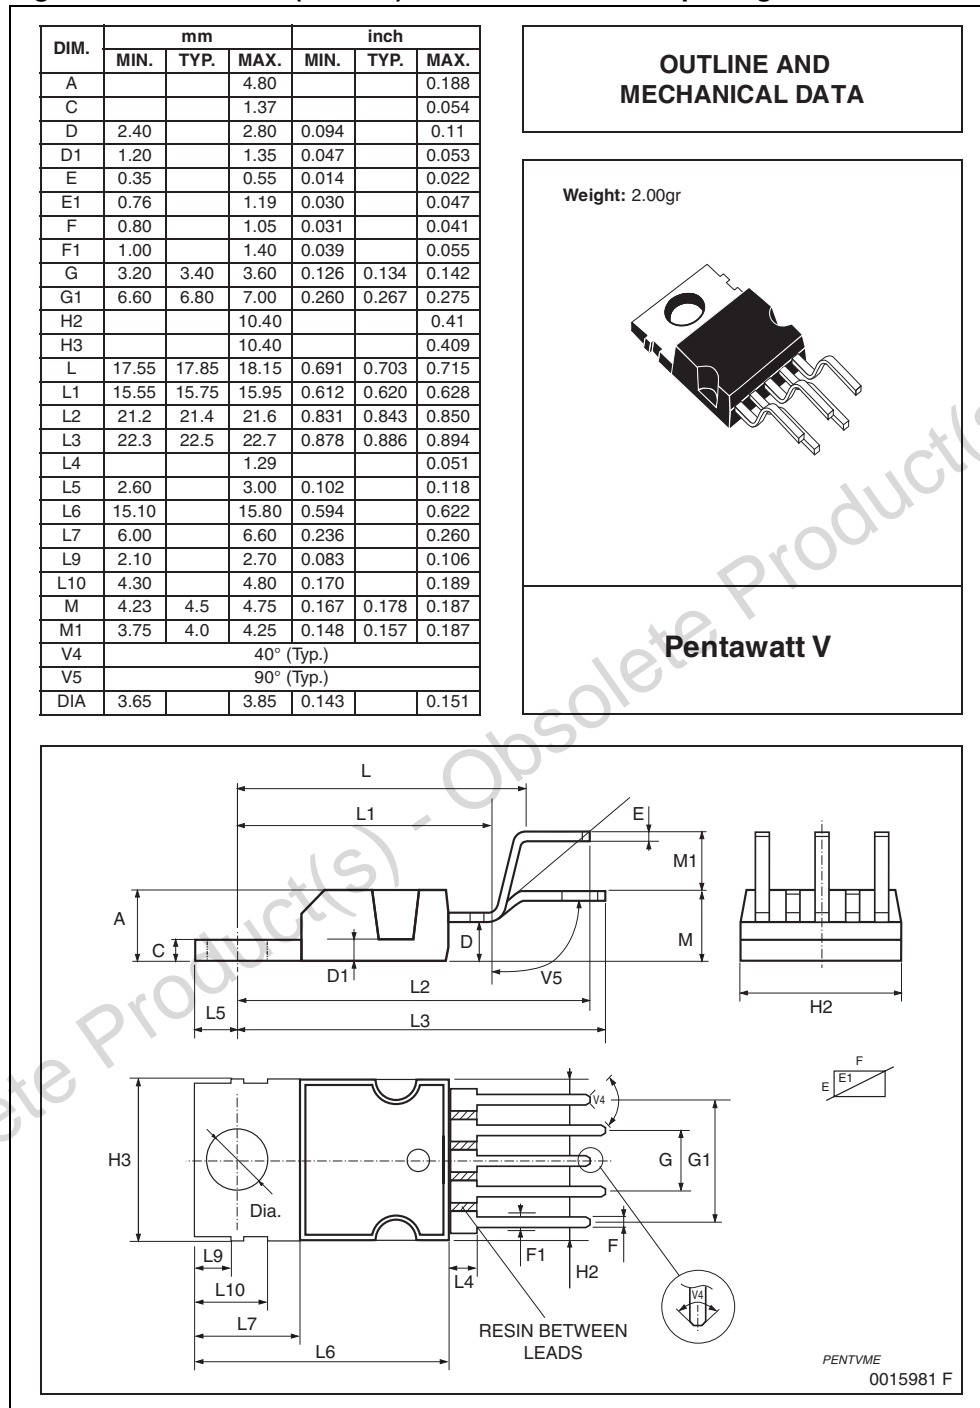 DIM. mm inch
MIN. TYP. MAX. MIN. TYP. MAX.
A 4.80 0.188
C 1.37 0.054
D 2.40 2.80 0.094 0.11
D1 1.20 1.35 0.047 0.053
E 0.35 0.55 0.014 0.022
E1 0.76 1.19 0.030 0.047
F 0.80 1.05 0.031 0.041
F1 1.00 1.40 0.039 0.055
G 3.20 3.40 3.60 0.126 0.134 0.142
G1 6.60 6.80 7.00 0.260 0.267 0.275
H2 10.40 0.41
H3 10.40 0.409
L 17.55 17.85 18.15 0.691 0.703 0.715
L1 15.55 15.75 15.95 0.612 0.620 0.628
L2 21.2 21.4 21.6 0.831 0.843 0.850
L3 22.3 22.5 22.7 0.878 0.886 0.894
L4 1.29 0.051
L5 2.60 3.00 0.102 0.118
L6 15.10 15.80 0.594 0.622
L7 6.00 6.60 0.236 0.260
L9 2.10 2.70 0.083 0.106
L10 4.30 4.80 0.170 0.189
M 4.23 4.5 4.75 0.167 0.178 0.187
M1 3.75 4.0 4.25 0.148 0.157 0.187
V4 40° (Typ.)
V5 90° (Typ.)
DIA 3.65 3.85 0.143 0.151
OUTLINE AND
MECHANICAL DATA
Weight: 2.00gr
Pentawatt V
L
L1
E
M1
A
C
D
M
D1
V5
L2
L5
L3
H2
F
E E1
V4
H3
G G1
Dia.
L9
F1
F
L4
H2
L10
V4
L7
RESIN BETWEEN
LEADS
L6
PENTVME
0015981 F
Product(s) - Obsolete Product(s